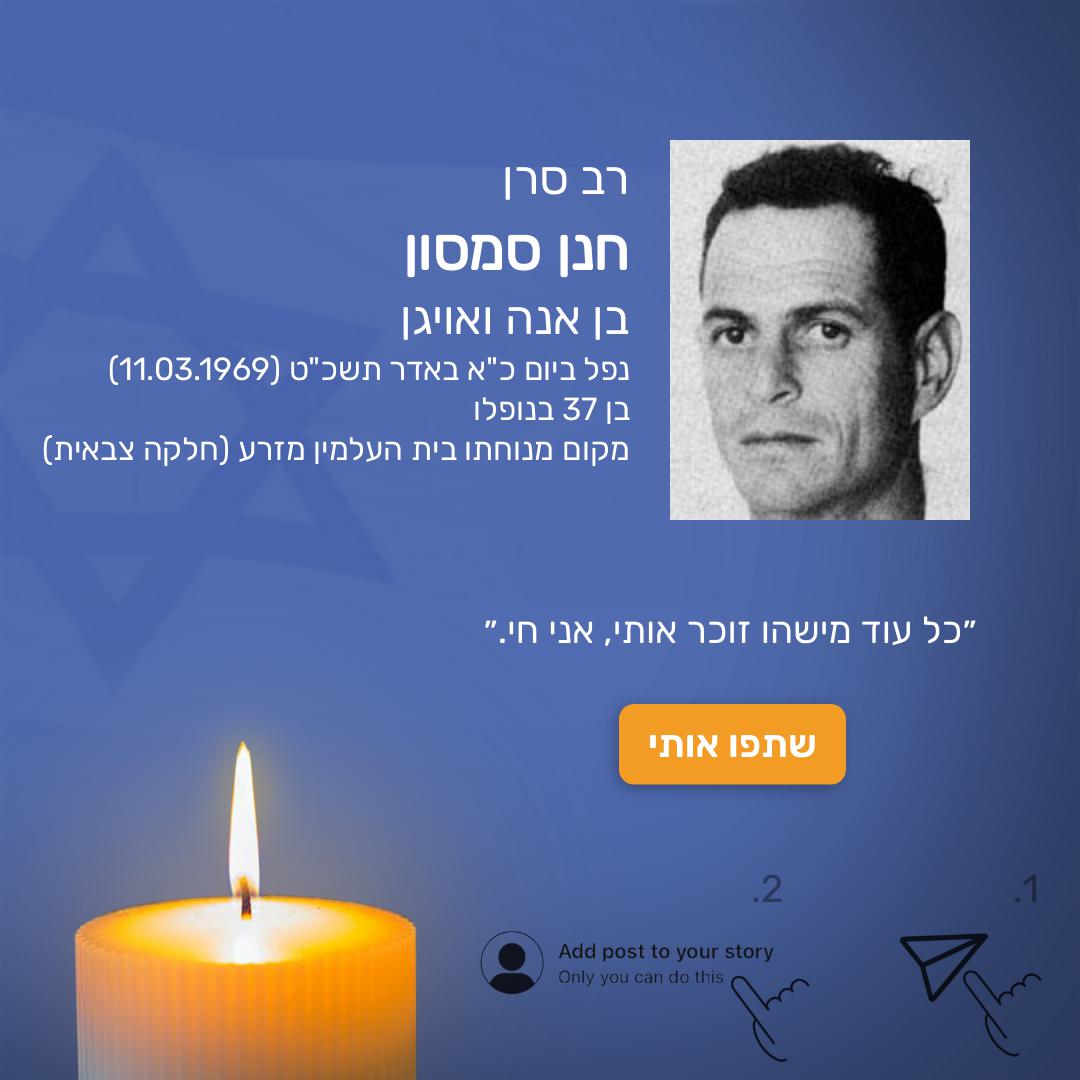 רב סרן
חנן סמסון
בן אנה ואויגן
נפל ביום כ"א באדר תשכ"ט (11.03.1969)
בן 37 בנופלו
מקום מנוחתו בית העלמין מזרע (חלקה צבאית)
״כל עוד מישהו זוכר אותי, אני חי.״
שתפו אותי
1.
2.
Add post to your story
Only you can do this